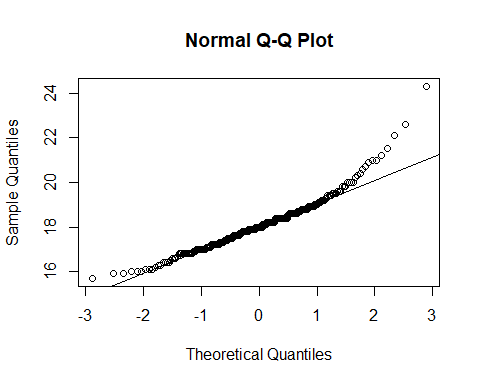 Normal Q-Q Plot
Sample Quantiles
24
22
20
18
16
-3 -2 -1 0 1 2 3
Theoretical Quantiles